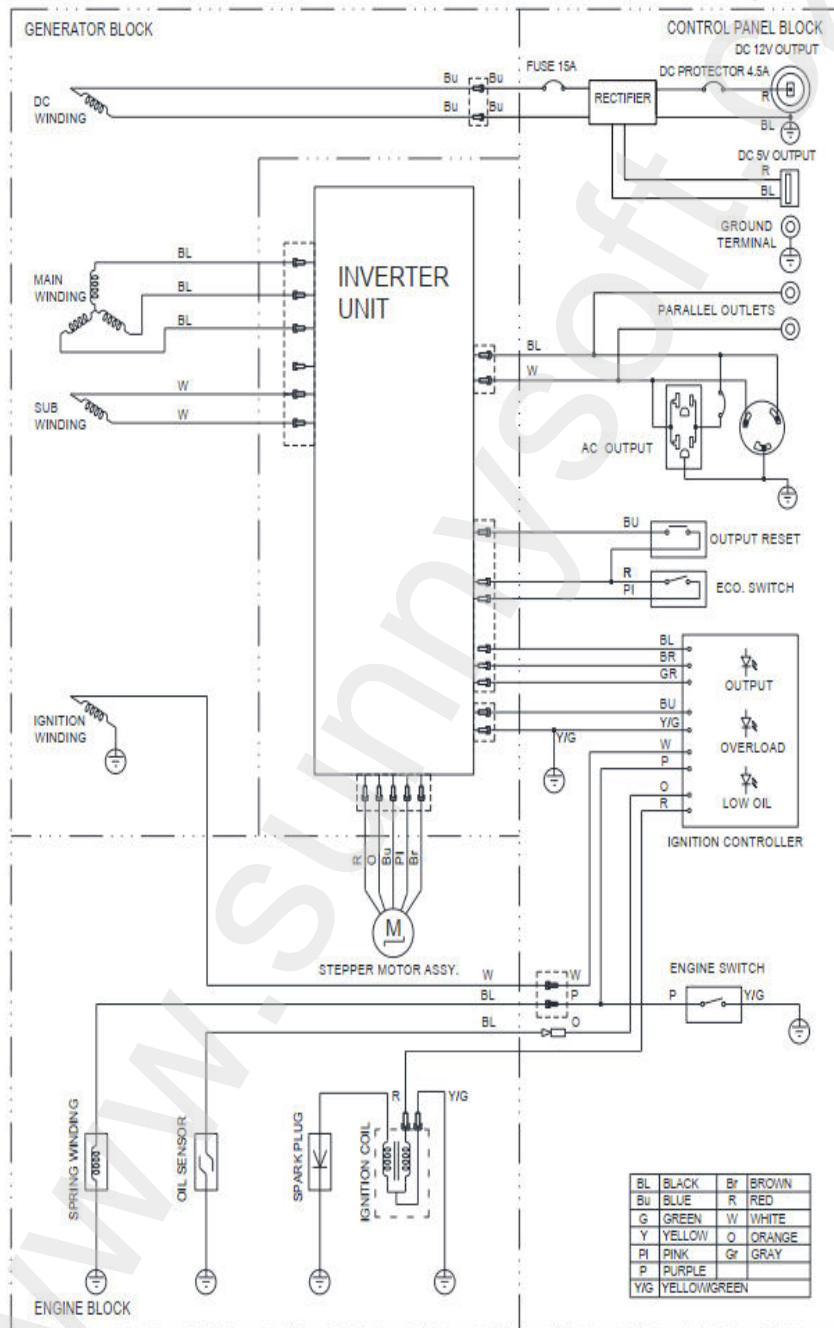 GENERATOR BLOCK
CONTROL PANEL BLOCK
DC 12V OUTPUT
FUSE 15A
DC PROTECTOR 4.5A
Bu
Bu
Bu
Bu
RECTIFIER
R
BL
DC
WINDING
DC 5V OUTPUT
R
BL
GROUND
TERMINAL
PARALLEL OUTLETS
INVERTER
UNIT
MAIN
WINDING
BL
BL
BL
SUB
WINDING
W
W
BL
W
AC OUTPUT
BU
OUTPUT RESET
R
PI
ECO. SWITCH
BL
BR
GR
OUTPUT
BU
Y/G
Y/G
OVERLOAD
W
P
O
R
LOW OIL
IGNITION CONTROLLER
IGNITION
WINDING
R
O
Bu
PI
Br
M
STEPPER MOTOR ASSY.
W
W
BL
P
BL
O
ENGINE SWITCH
P
Y/G
R
Y/G
SPRING WINDING
OIL SENSOR
SPARK PLUG
IGNITION COIL
BL BLACK Br BROWN
Bu BLUE R RED
G GREEN W WHITE
Y YELLOW O ORANGE
PI PINK Gr GRAY
P PURPLE
Y/G YELLOW/GREEN
ENGINE BLOCK
www.sunnysoft.c